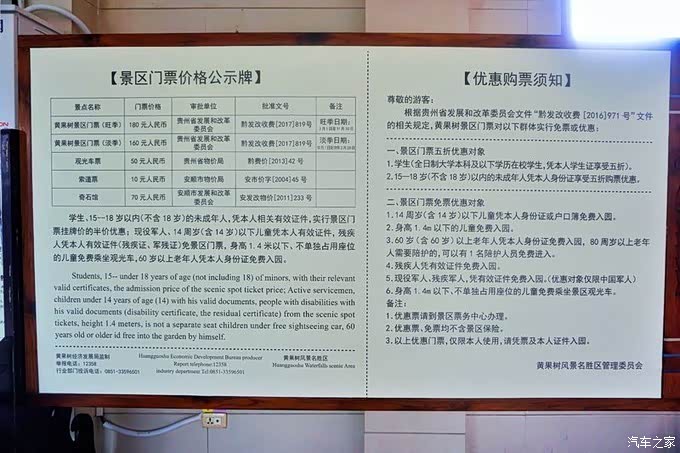 【景区门票价格公示牌】
景点名称 门票价格 审批单位 批准文号 备注
黄果树景区门票(旺季) 180 元人民币 贵州省发展和改革委员会 黔发改收费[2017]819号 旺季日期:
黄果树景区门票(淡季) 160 元人民币 贵州省发展和改革委员会 黔发改收费[2017]819号 淡季日期:
观光车票 50 元人民币 贵州省物价局 黔费价[2013]42 号
索道票 10 元人民币 安顺市物价局 安市价字[2004]45 号
奇石馆 70 元人民币 安顺市发展和改革委员会 安发改物价[2011]233 号
学生,15—18 岁以内(不含 18 岁)的未成年人,凭本人相关有效证件,实行景区门
票挂牌价的半价优惠;现役军人、14 周岁(含 14 岁)以下儿童凭本人有效证件,残疾
人凭本人有效证件(残疾证、军残证)免景区门票,身高 1.4 米以下、不单独占用座位
的儿童免费乘坐观光车,60 岁以上老年人凭本人身份证免费入园。
Students, 15-- under 18 years of age (not including 18) of minors, with their relevant
valid certificates, the admission price of the scenic spot ticket price; Active servicemen,
children under 14 years of age (14) with his valid documents, people with disabilities with
his valid documents (disability certificate, the residual certificate) from the scenic spot
tickets, height 1.4 meters, is not a separate seat children under free sightseeing car, 60
years old or older id free into the garden by himself.
黄果树经济发展局监制
举报电话: 12358
行业部门投诉电话: 0851-33596501
Huangguoshu Economic Development Bureau producer
Report telephone:12358
industry department Tel:0851-33596501
黄果树风景名胜区
Huangguoshu Waterfalls scenic Area
【优惠购票须知】
尊敬的游客:
根据贵州省发展和改革委员会文件“黔发改收费 [2016]971 号”文件
的相关规定,黄果树景区门票对以下群体实行免票或优惠:
一、景区门票五折优惠对象
1.学生(全日制大学本科及以下学历在校学生,凭本人学生证享受五折)。
2.15—18 岁(不含 18 岁)以内的未成年人凭本人身份证享受五折购票优惠。
二、景区门票免票优惠对象
1.14 周岁(含 14 岁)以下儿童凭本人身份证或户口簿免费入园。
2.身高 1.4m 以下的儿童免费入园。
3.60 岁(含 60 岁)以上老年人凭本人身份证免费入园, 80 周岁以上老年
人需要陪护的,可以有 1 名陪护人员免费进入。
4.残疾人凭有效证件免费入园。
5.现役军人、残疾军人,凭有效证件免费入园。(优惠对象仅限中国军人)
6.身高 1.4m 以下、不单独占用座位的儿童免费乘坐景区观光车。
备注:
1.优惠票请到景区票务中心办理。
2.优惠票、免票均不含景区保险。
3.以上优惠门票,仅限本人使用,请凭票及本人证件入园。
黄果树风景名胜区管理委员会
汽车之家